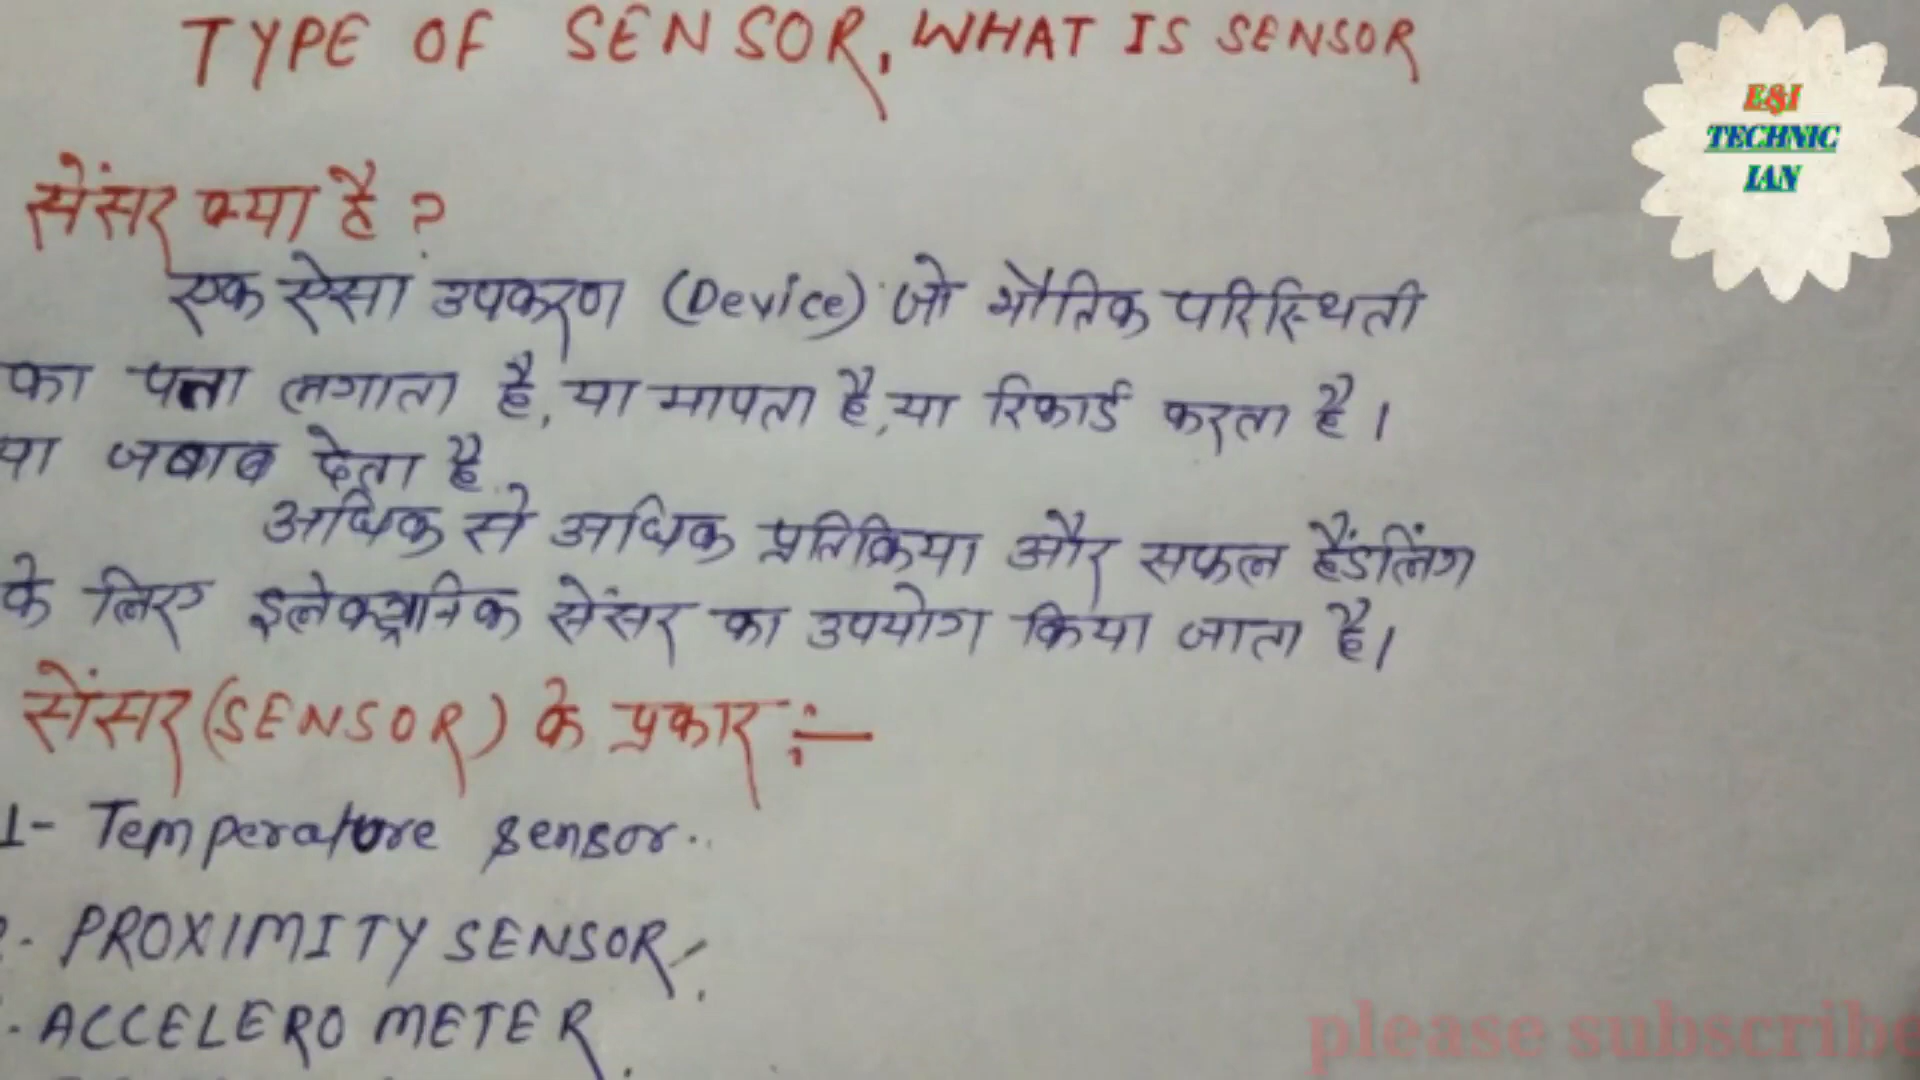 TYPE OF SENSOR, WHAT IS SENSOR
E&I
TECHNIC
IAN
सेंसर क्या है ?
एक ऐसा उपकरण (Device) जो भौतिक परिस्थिती
का पता लगाता है, या मापता है, या रिकार्ड करता है।
या जबाब देता है
अधिक से अधिक प्रतिक्रिया और सफल हैंडलिंग
के लिए इलेक्ट्रानिक सेंसर का उपयोग किया जाता है।
सेंसर (SENSOR) के प्रकार :-
1- Temperature sensor.
- PROXIMITY SENSOR
- ACCELERO METER
please subscribe